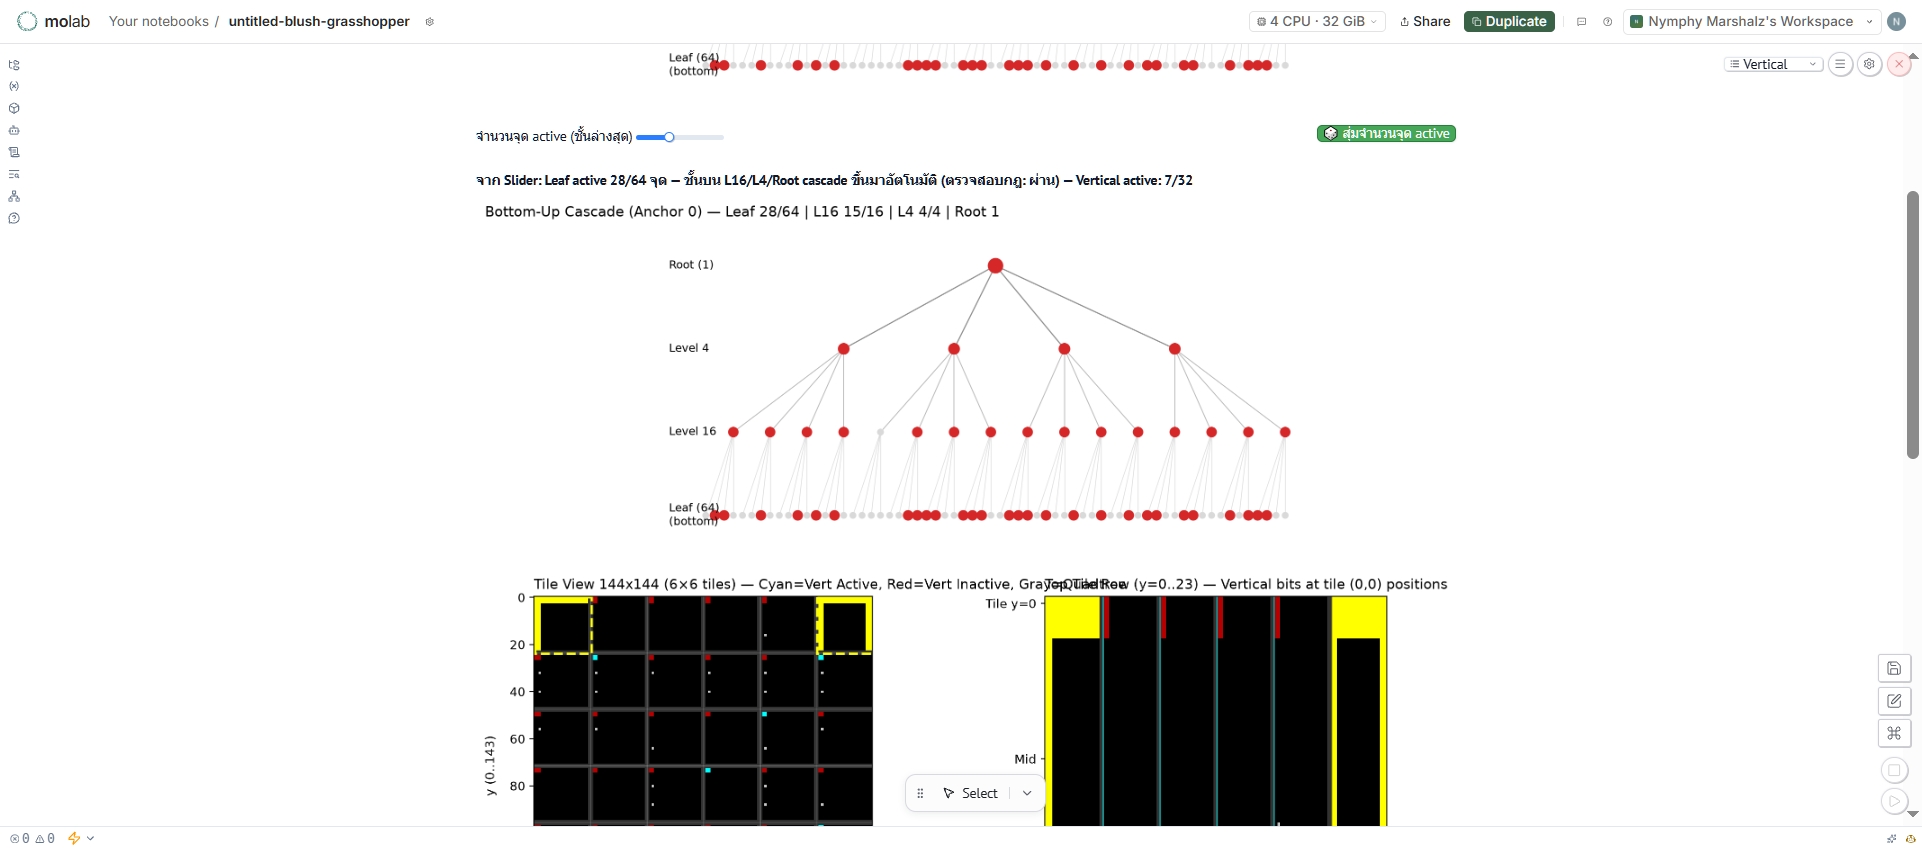 molab
Your notebooks / untitled-blush-grasshopper
4 CPU · 32 GiB
Share
Duplicate
Nymphy Marshalz's Workspace
N
Vertical
Leaf (64)
(bottom)
จำนวนจุด active (ชั้นล่างสุด)
สุ่มจำนวนจุด active
จาก Slider: Leaf active 28/64 จุด — ชั้นบน L16/L4/Root cascade ขึ้นมาอัตโนมัติ (ตรวจสอบกฎ: ผ่าน) — Vertical active: 7/32
Bottom-Up Cascade (Anchor 0) — Leaf 28/64 | L16 15/16 | L4 4/4 | Root 1
Root (1)
Level 4
Level 16
Leaf (64)
(bottom)
Tile View 144x144 (6×6 tiles) — Cyan=Vert Active, Red=Vert Inactive, Gray=Quadtree
Top Tile Row (y=0..23) — Vertical bits at tile (0,0) positions
0
20
40
60
80
y (0..143)
Tile y=0
Mid
Select
0 0